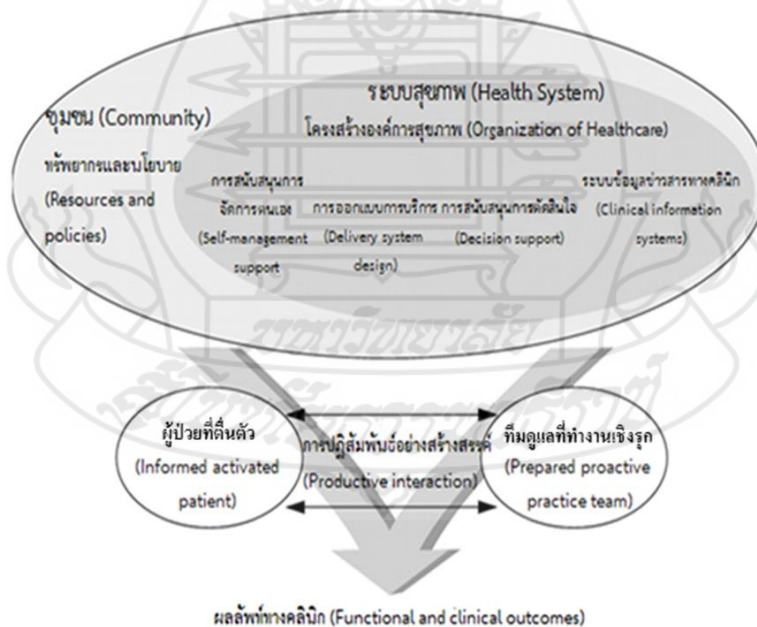 ระบบสุขภาพ (Health System)
ชุมชน (Community)
โครงสร้างองค์การสุขภาพ (Organization of Healthcare)
ทรัพยากรและนโยบาย
(Resources and
policies)
การสนับสนุนการ
จัดการตนเอง
(Self-management
support
การออกแบบการบริการ
(Delivery system
design)
การสนับสนุนการตัดสินใจ
(Decision support)
ระบบข้อมูลข่าวสารทางคลินิก
(Clinical information
systems)
ผู้ป่วยที่ตื่นตัว
(Informed activated
patient)
การปฏิสัมพันธ์อย่างสร้างสรรค์
(Productive interaction)
ทีมดูแลที่ทำงานเชิงรุก
(Prepared proactive
practice team)
ผลลัพท์ทางคลินิก (Functional and clinical outcomes)